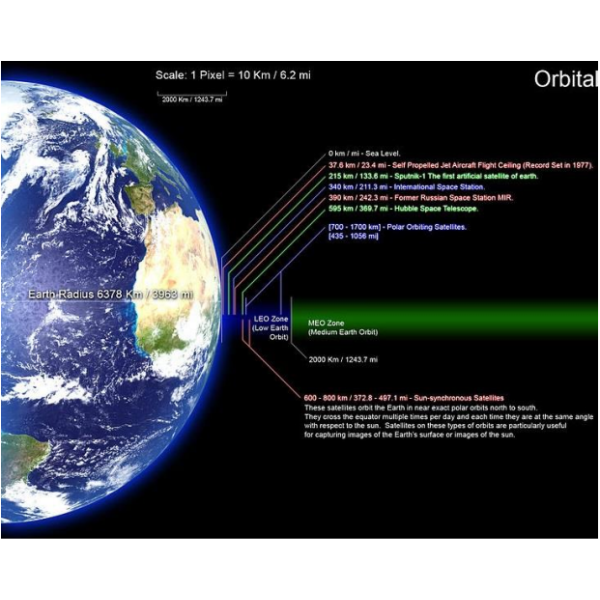 Scale: 1 Pixel = 10 Km / 6.2 mi
Orbital
2000 Km / 1243.7 mi
0 km / mi - Sea Level.
37.6 km / 23.4 mi - Self Propelled Jet Aircraft Flight Ceiling (Record Set in 1977).
215 km / 133.6 mi - Sputnik-1 The first artificial satellite of earth.
340 km / 211.3 mi - International Space Station.
390 km / 242.3 mi - Former Russian Space Station MIR.
595 km / 369.7 mi - Hubble Space Telescope.
[700 - 1700 km] - Polar Orbiting Satellites.
[435 - 1056 mi]
Earth Radius 6378 Km / 3963 mi
LEO Zone
(Low Earth
Orbit)
MEO Zone
(Medium Earth Orbit)
2000 Km / 1243.7 mi
600 - 800 km / 372.8 - 497.1 mi - Sun-synchronous Satellites
These satellites orbit the Earth in near exact polar orbits north to south.
They cross the equator multiple times per day and each time they are at the same angle
with respect to the sun. Satellites on these types of orbits are particularly useful
for capturing images of the Earth's surface or images of the sun.